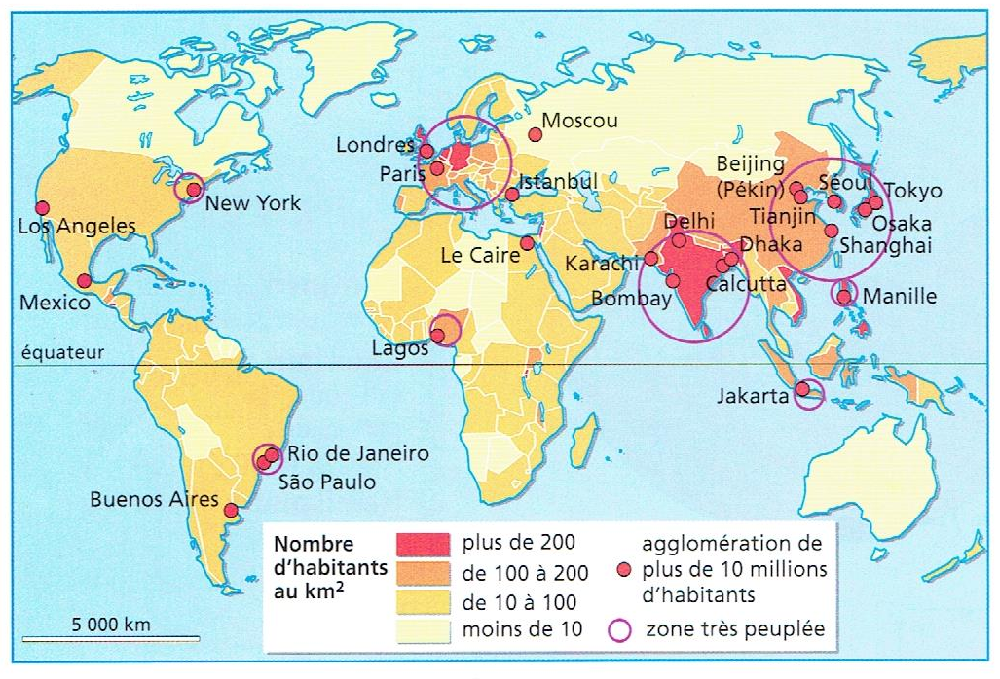 Moscou
Londres
Paris
Istanbul
Beijing
(Pékin)
Séoul
Tokyo
Tianjin
Osaka
New York
Los Angeles
Le Caire
Delhi
Dhaka
Shanghai
Karachi
Calcutta
Bombay
Mexico
Manille
Lagos
équateur
Jakarta
Rio de Janeiro
São Paulo
Buenos Aires
Nombre
d'habitants
au km²
plus de 200
de 100 à 200
de 10 à 100
moins de 10
agglomération de
plus de 10 millions
d'habitants
zone très peuplée
5 000 km